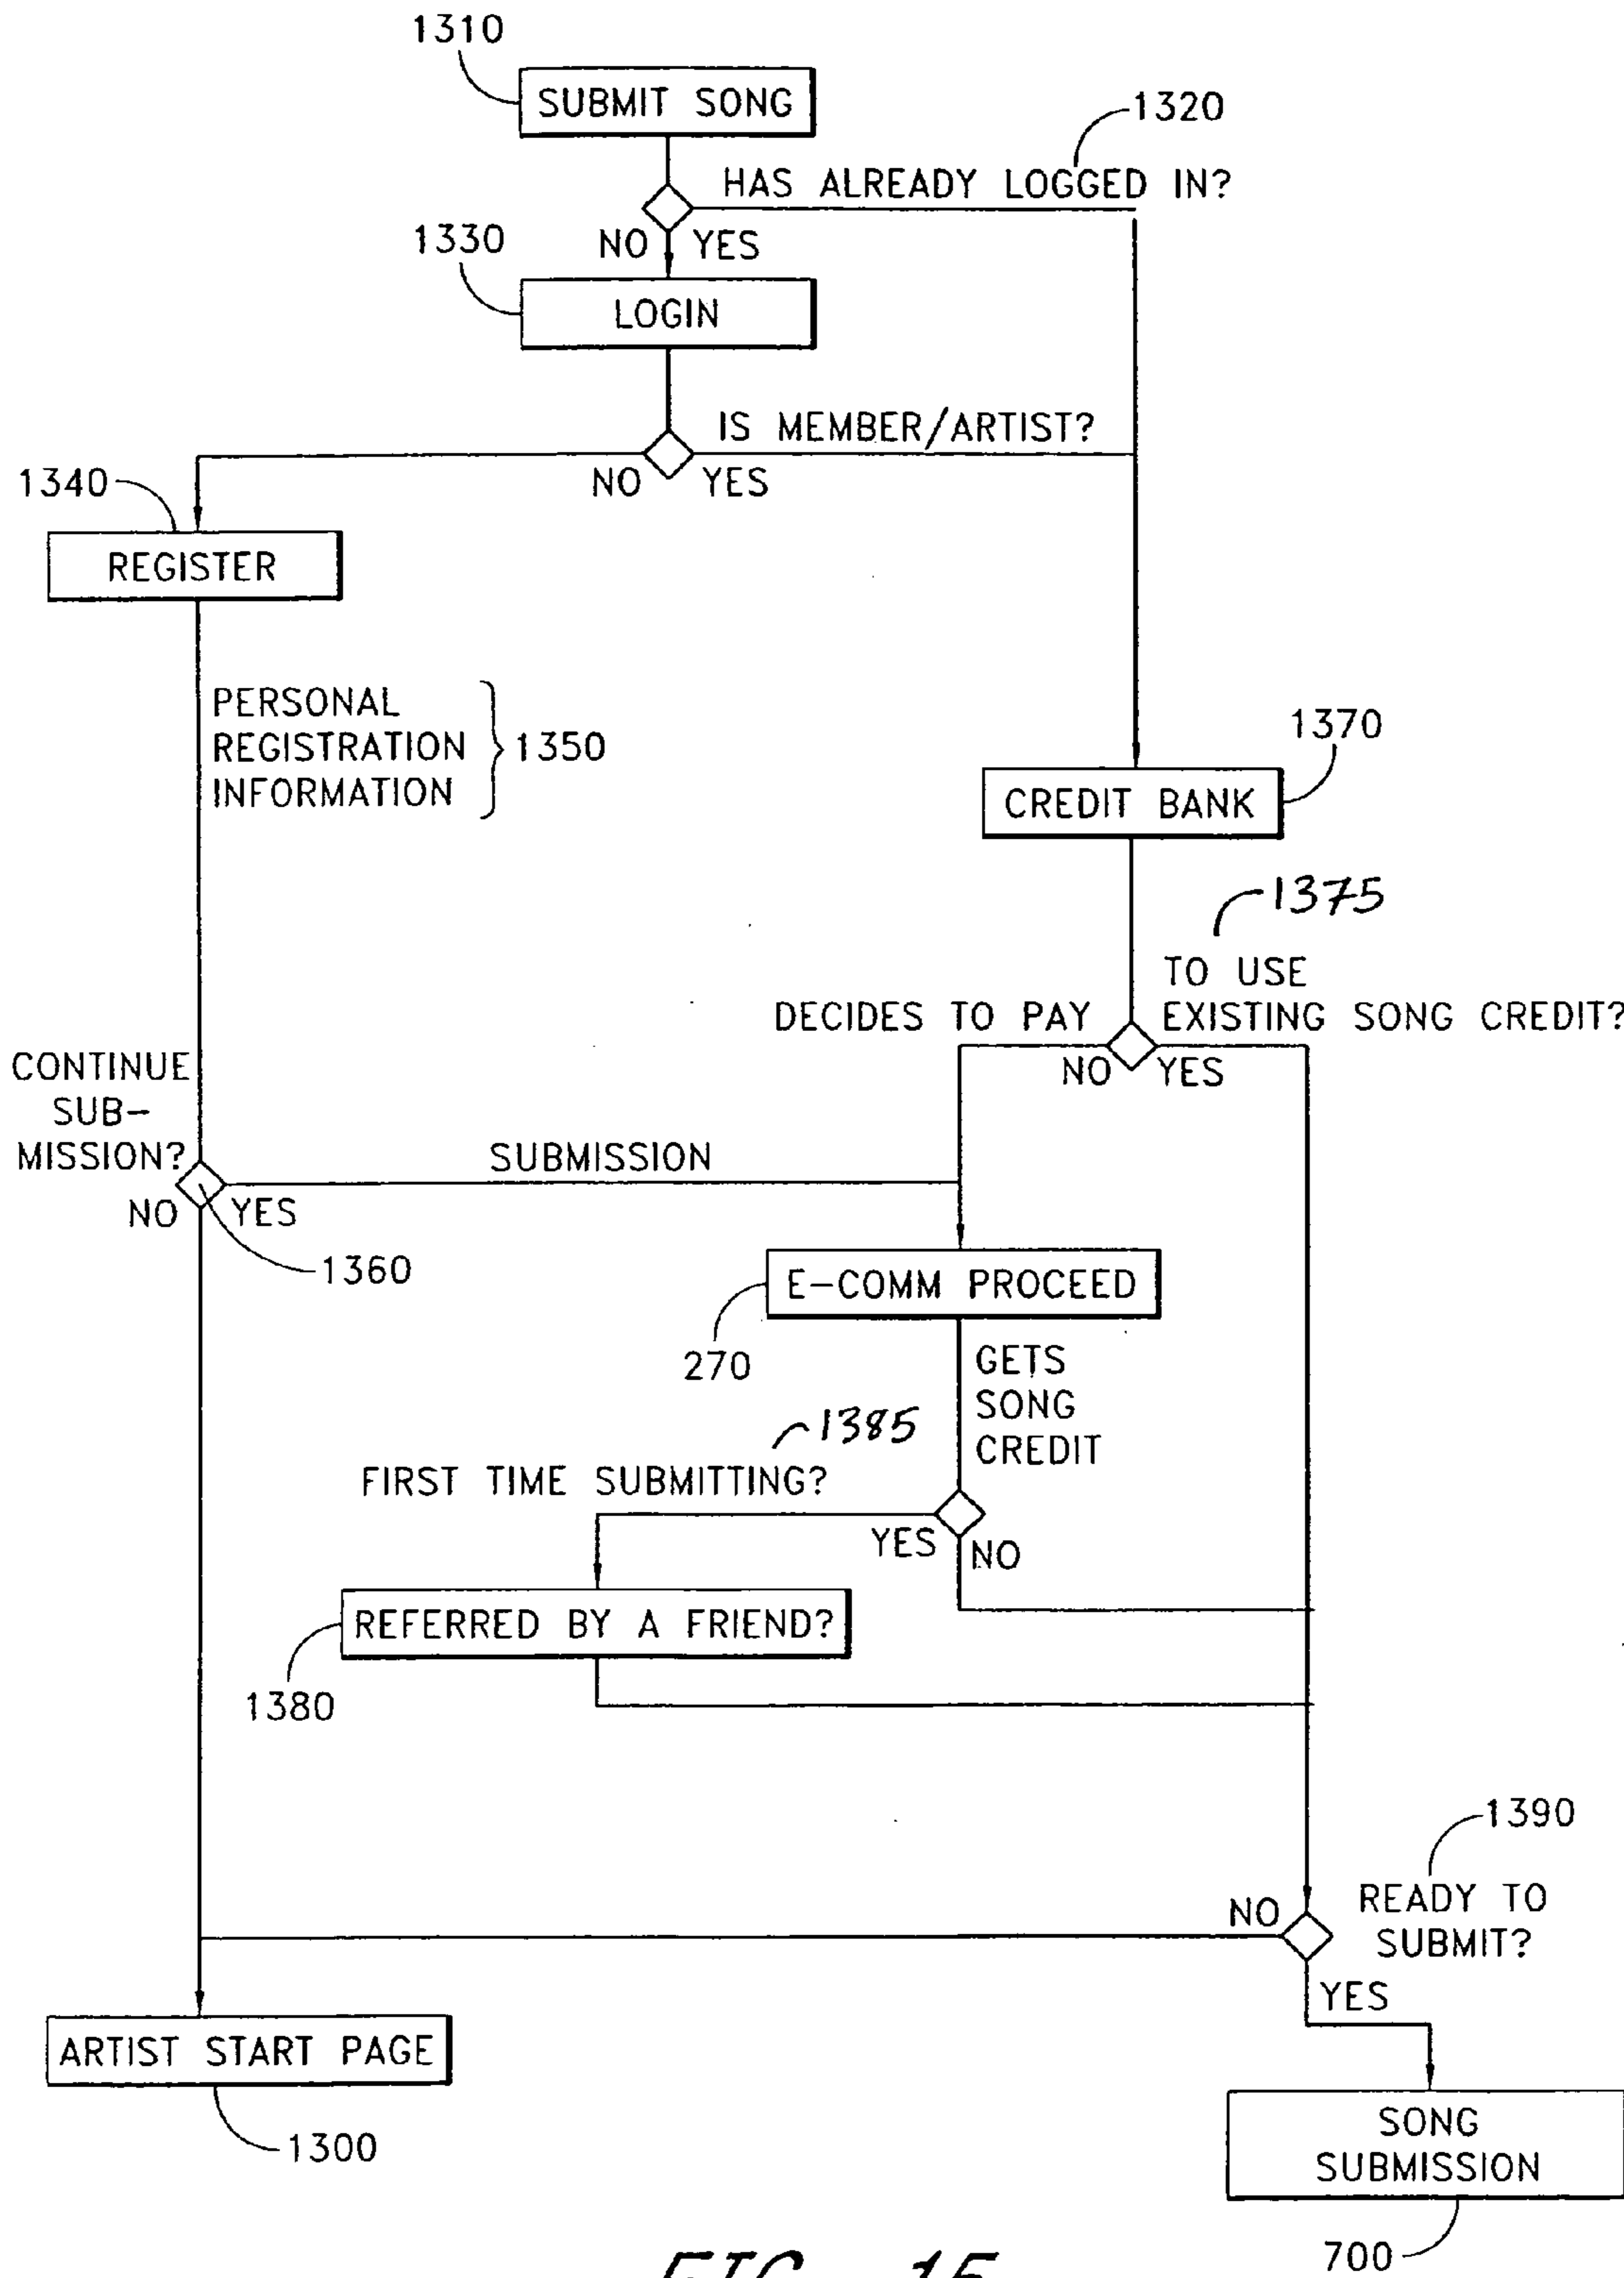 1310
SUBMIT SONG
1320
HAS ALREADY LOGGED IN?
NO YES
1330
LOGIN
IS MEMBER/ARTIST?
NO YES
1340
REGISTER
PERSONAL
REGISTRATION
INFORMATION
1350
1370
CREDIT BANK
1375
TO USE
EXISTING SONG CREDIT?
DECIDES TO PAY
NO YES
CONTINUE
SUB-
MISSION?
NO YES
SUBMISSION
1360
E-COMM PROCEED
270
GETS
SONG
CREDIT
1385
FIRST TIME SUBMITTING?
YES NO
REFERRED BY A FRIEND?
1380
1390
READY TO
SUBMIT?
NO
YES
ARTIST START PAGE
1300
SONG
SUBMISSION
700
FIG. 15